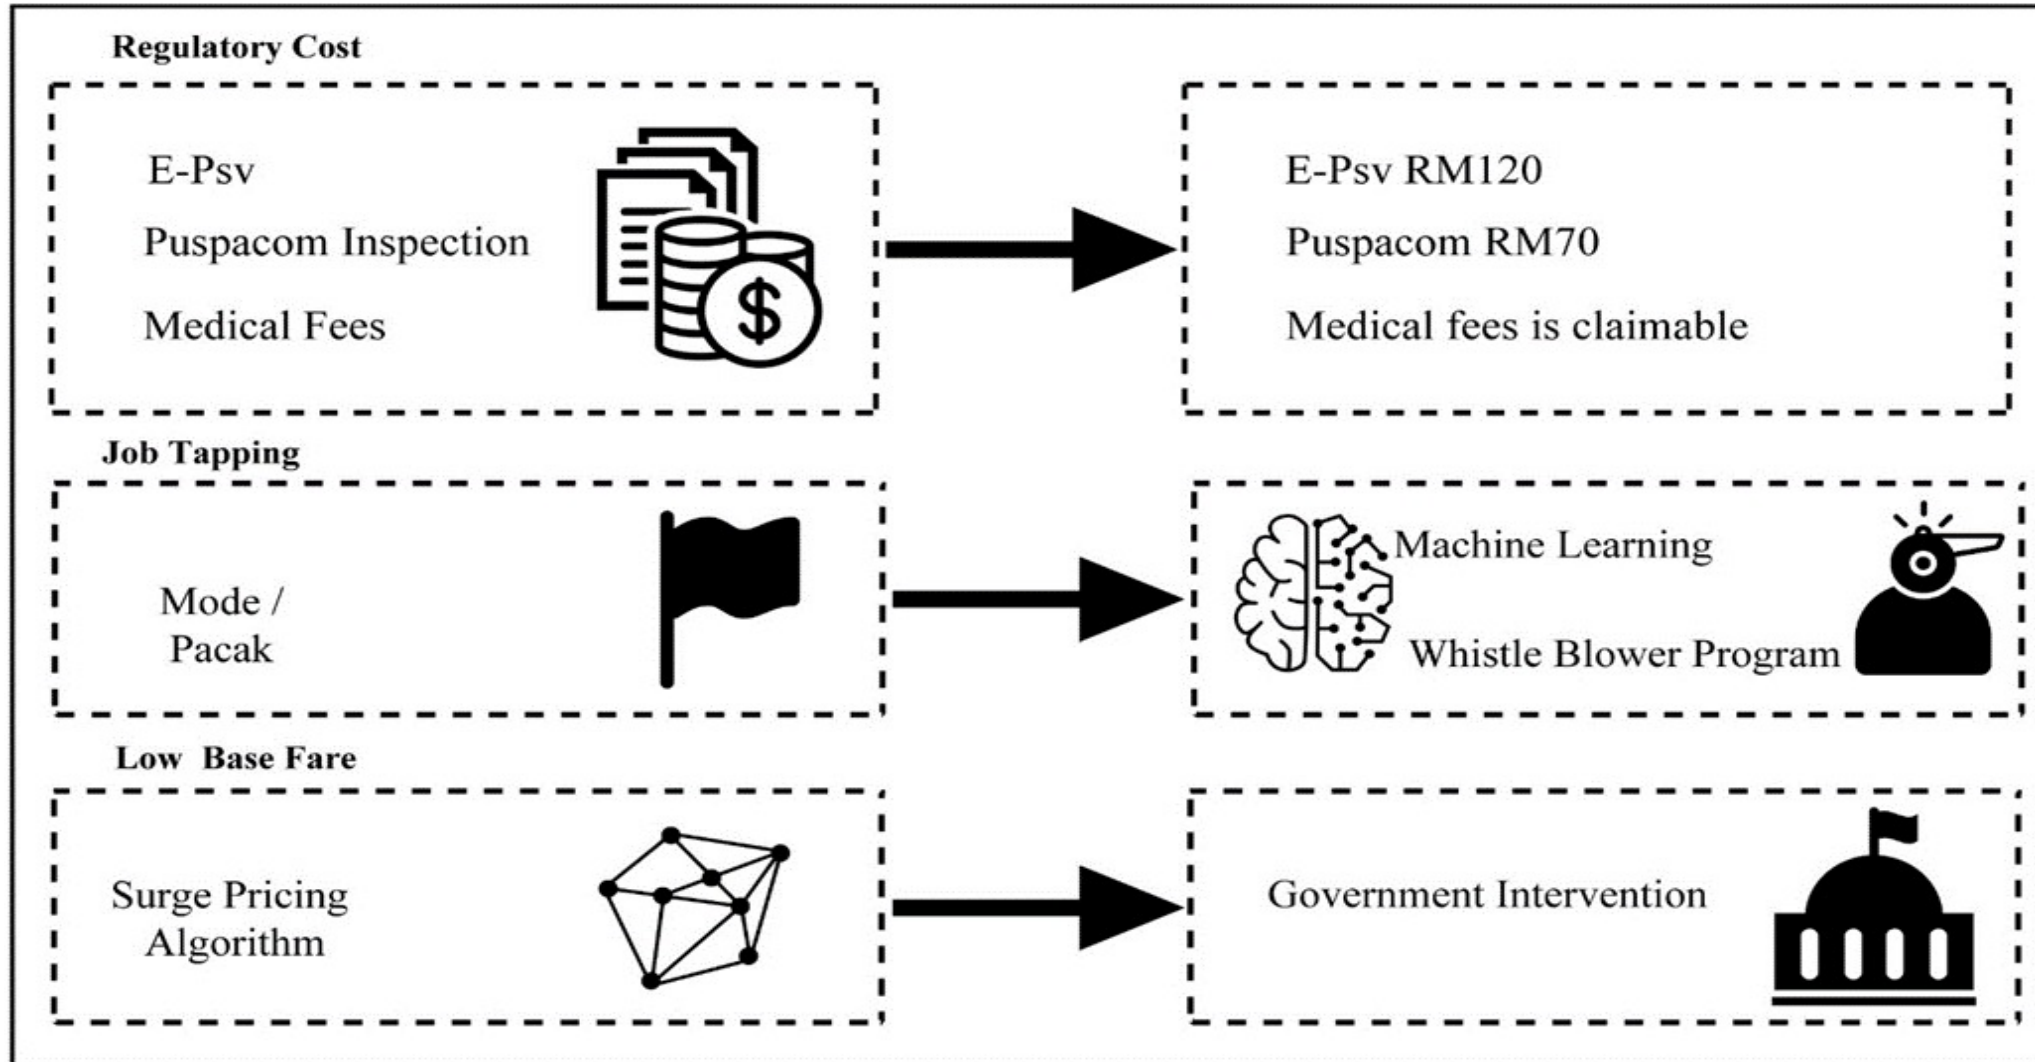 Regulatory Cost
E-Psv
Puspacom Inspection
Medical Fees
$
E-Psv RM120
Puspacom RM70
Medical fees is claimable
Job Tapping
Mode /
Pacak
Machine Learning
Whistle Blower Program
Low Base Fare
Surge Pricing
Algorithm
Government Intervention